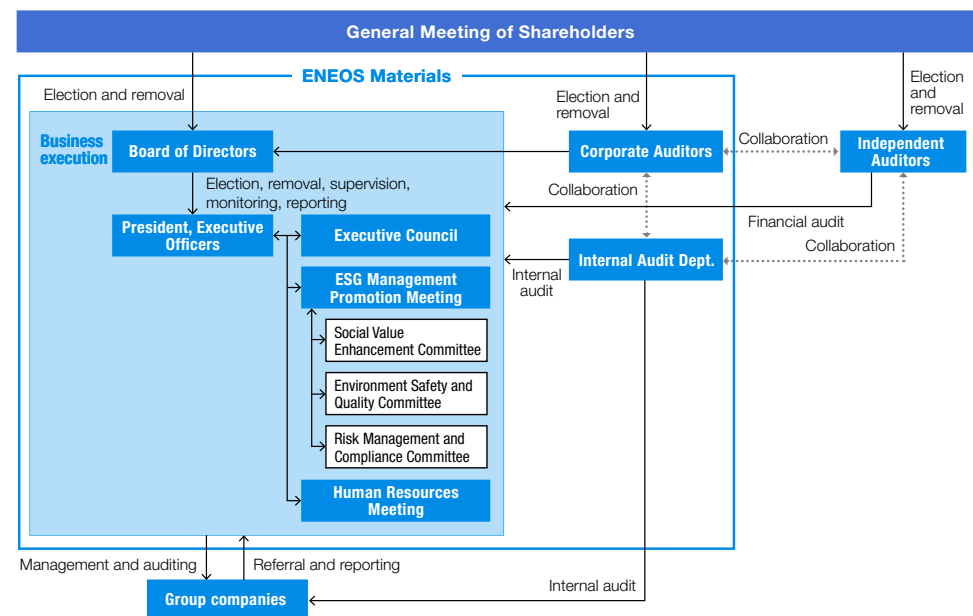 General Meeting of Shareholders
ENEOS Materials
Election and removal
Election and
removal
Election
and
removal
Business
execution
Board of Directors
Corporate Auditors
Collaboration
Independent
Auditors
Election, removal, supervision,
monitoring, reporting
Collaboration
Financial audit
President, Executive
Officers
Executive Council
Internal Audit Dept.
Collaboration
Internal
audit
ESG Management
Promotion Meeting
Social Value
Enhancement Committee
Environment Safety and
Quality Committee
Risk Management and
Compliance Committee
Human Resources
Meeting
Management and auditing
Referral and reporting
Internal audit
Group companies